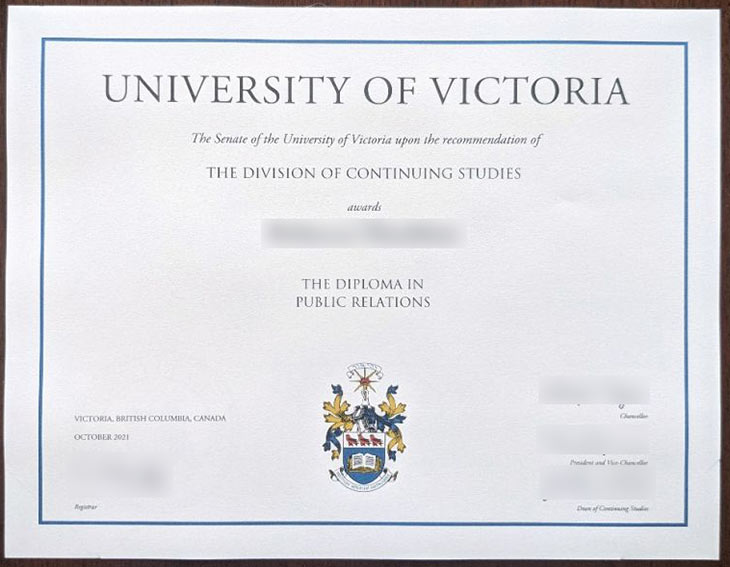 UNIVERSITY OF VICTORIA
The Senate of the University of Victoria upon the recommendation of
THE DIVISION OF CONTINUING STUDIES
awards
THE DIPLOMA IN
PUBLIC RELATIONS
VICTORIA, BRITISH COLUMBIA, CANADA
OCTOBER 2021
Chancellor
President and Vice-Chancellor
Registrar
Dean of Continuing Studies